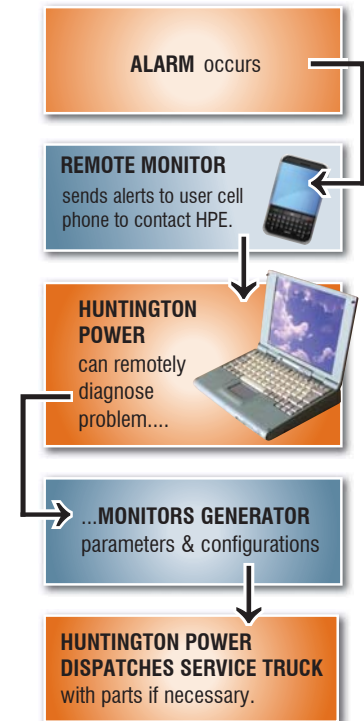 ALARM occurs
REMOTE MONITOR
sends alerts to user cell
phone to contact HPE.
HUNTINGTON
POWER
can remotely
diagnose
problem....
...MONITORS GENERATOR
parameters & configurations
HUNTINGTON POWER
DISPATCHES SERVICE TRUCK
with parts if necessary.